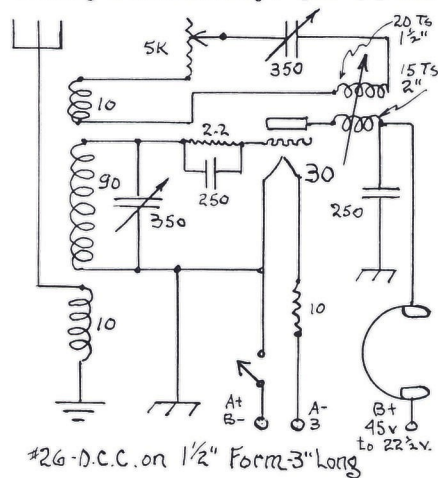 20 Ts
1½"
5K
350
15 Ts
2"
10
2.2
30
90
250
350
250
10
10
A+
B-
A-
3
B+
45v
to 22½v.
#26-D.C.C. on 1½" Form-3" Long